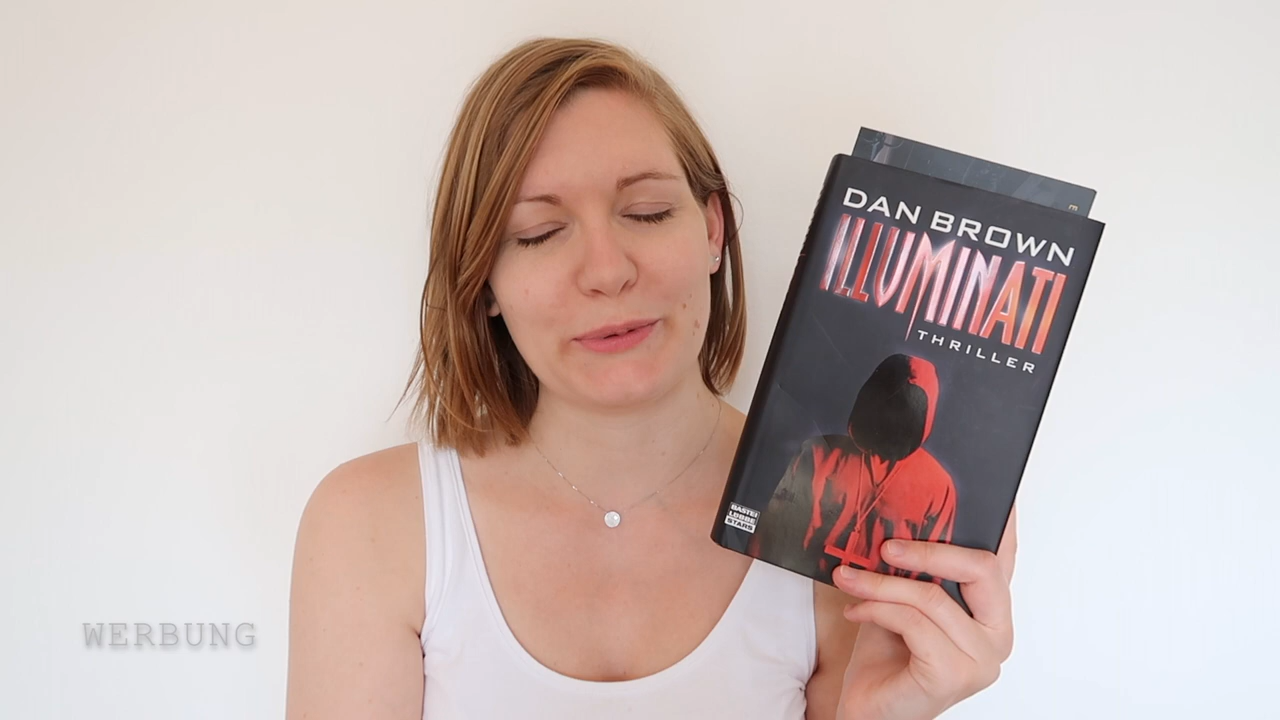 DAN BROWN
ILLUMINATI
THRILLER
BASTEI
LÜBBE
STARS
WERBUNG